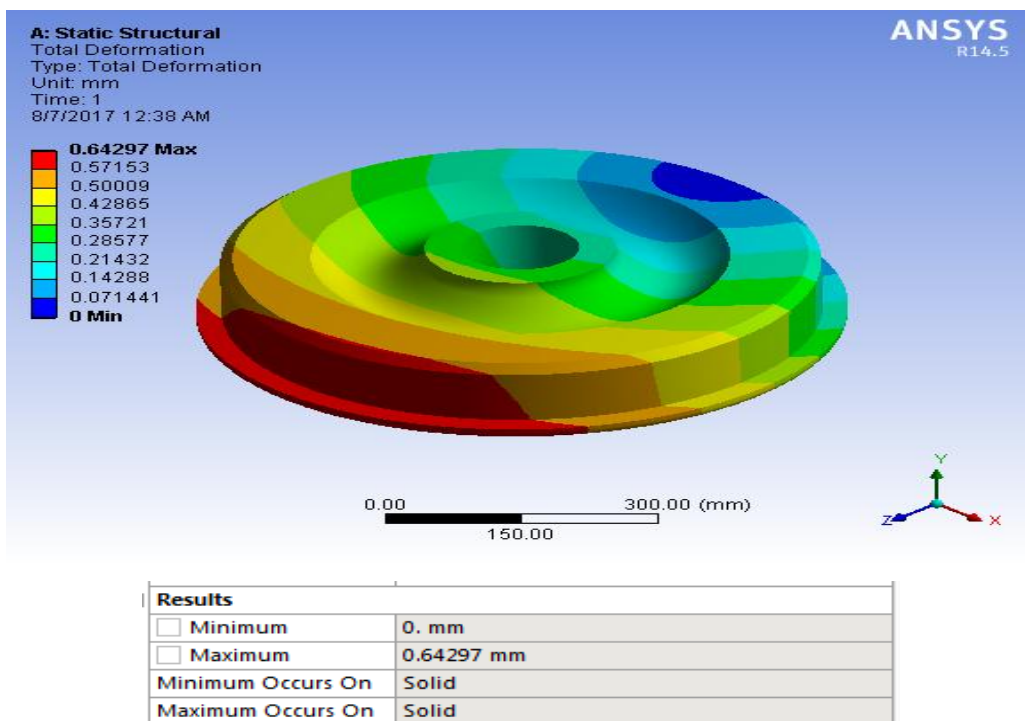 A: Static Structural
Total Deformation
Type: Total Deformation
Unit: mm
Time: 1
8/7/2017 12:38 AM
ANSYS
R14.5
0.64297 Max
0.57153
0.50009
0.42865
0.35721
0.28577
0.21432
0.14288
0.071441
0 Min
0.00
300.00 (mm)
150.00
Y
Z
X
Results
Minimum 0. mm
Maximum 0.64297 mm
Minimum Occurs On Solid
Maximum Occurs On Solid